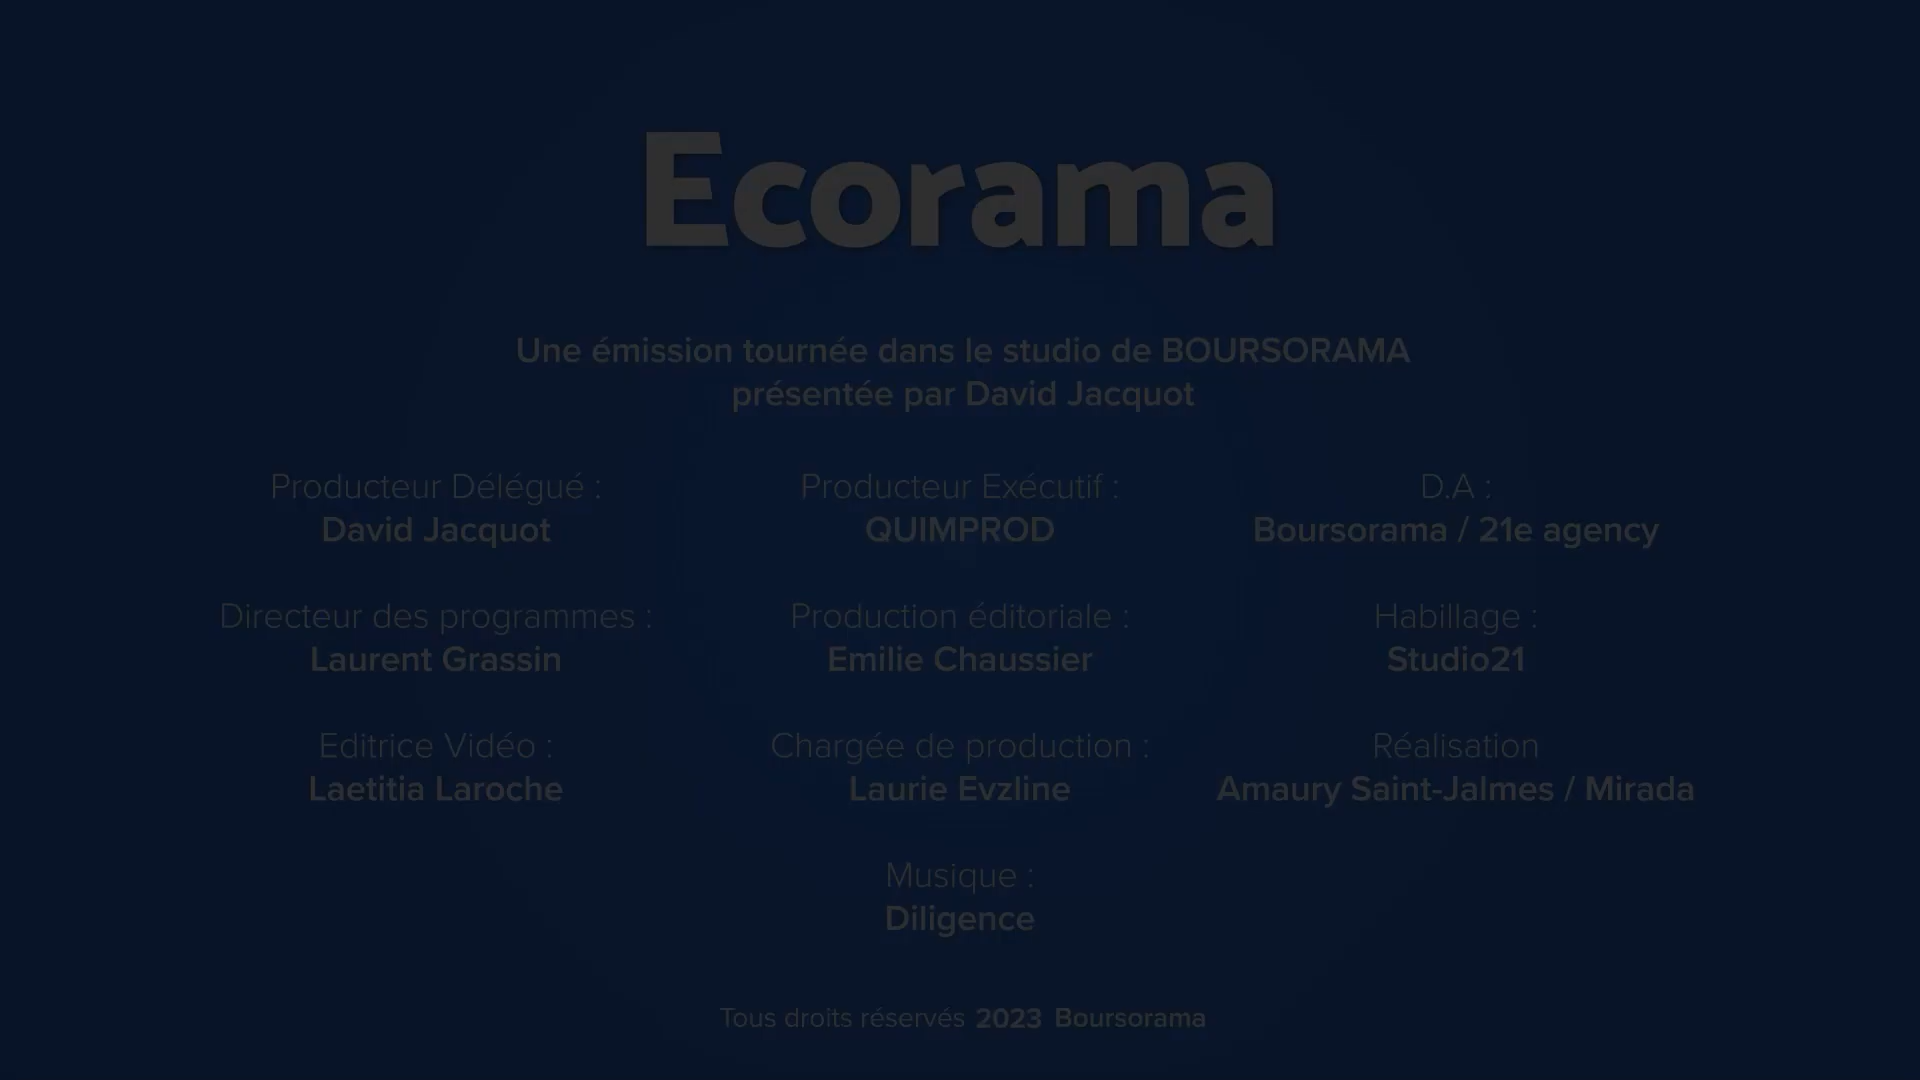 Ecorama
Une émission tournée dans le studio de BOURSORAMA
présentée par David Jacquot
Producteur Délégué :
David Jacquot
Producteur Exécutif :
QUIMPROD
D.A :
Boursorama / 21e agency
Directeur des programmes :
Laurent Grassin
Production éditoriale :
Emilie Chaussier
Habillage :
Studio21
Editrice Vidéo :
Laetitia Laroche
Chargée de production :
Laurie Evzline
Réalisation
Amaury Saint-Jalmes / Mirada
Musique :
Diligence
Tous droits réservés 2023 Boursorama